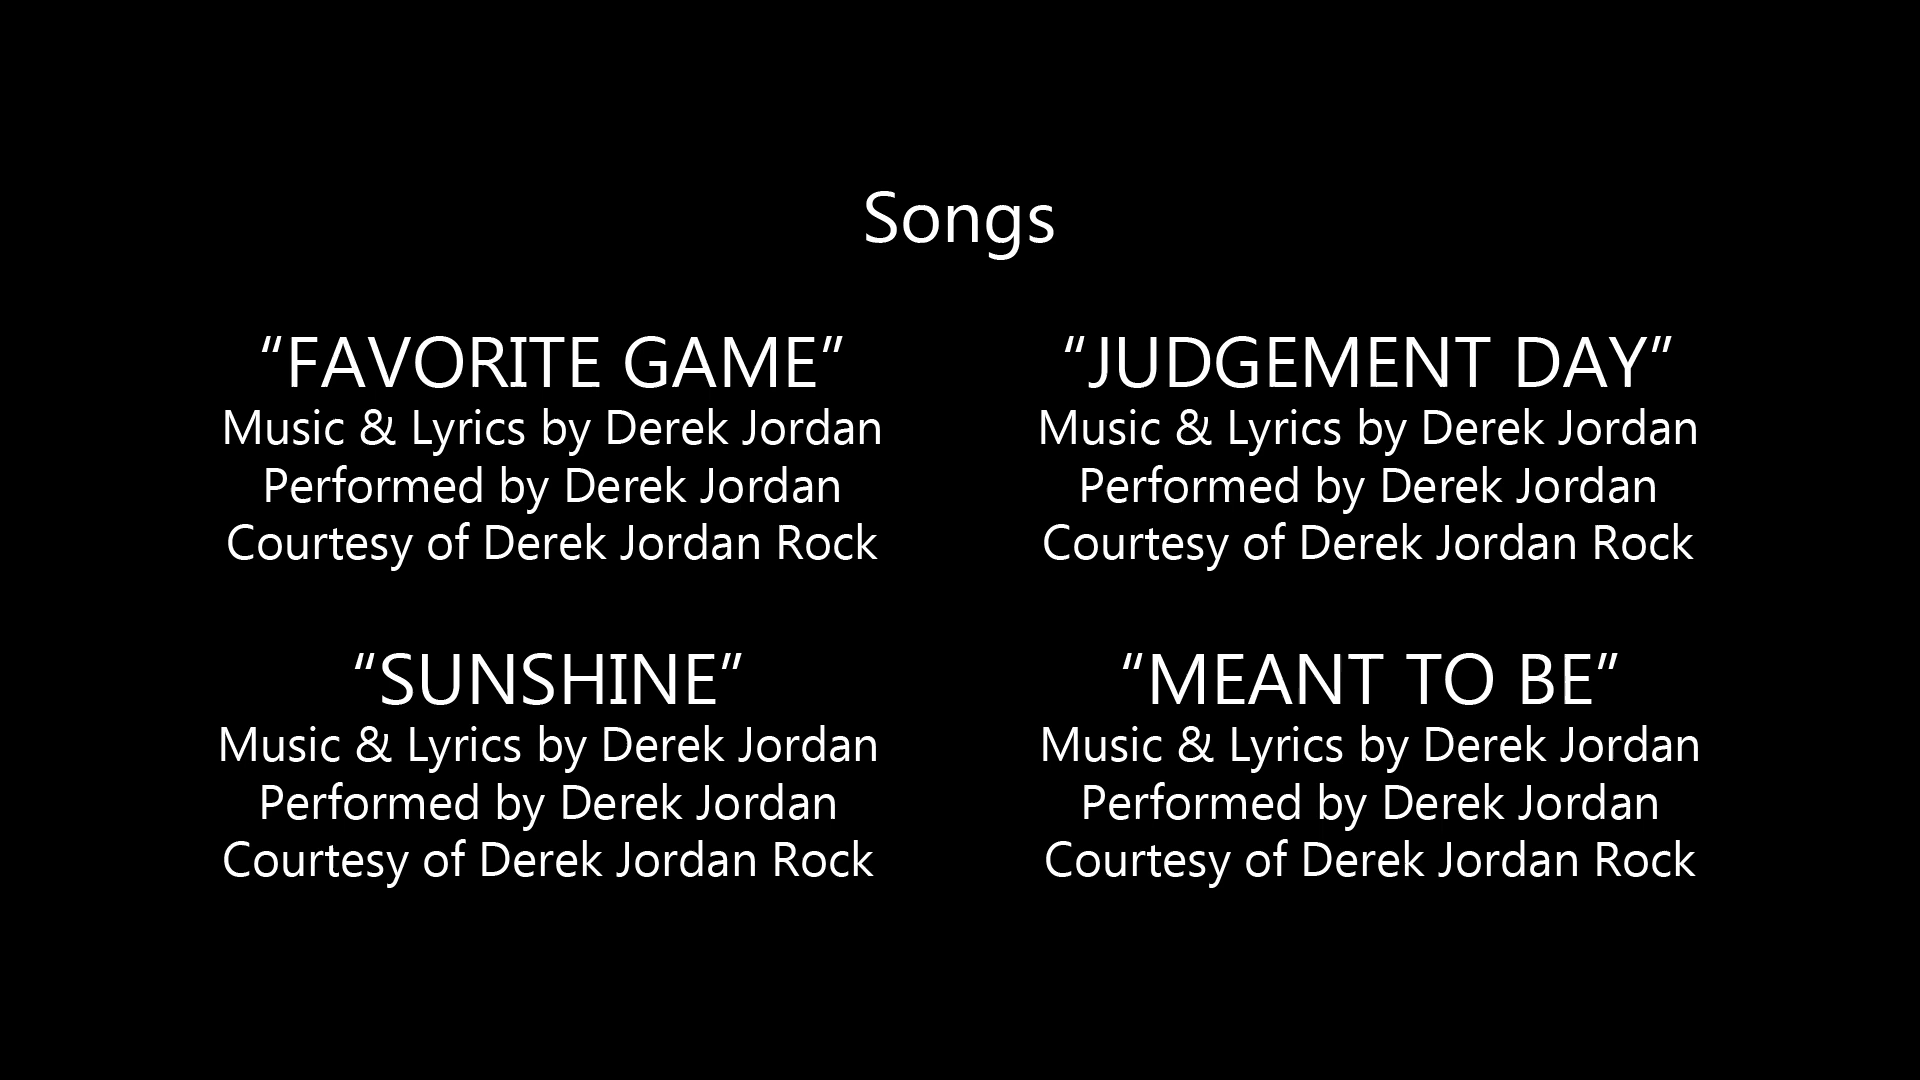 Songs
“FAVORITE GAME”
Music & Lyrics by Derek Jordan
Performed by Derek Jordan
Courtesy of Derek Jordan Rock
“JUDGEMENT DAY”
Music & Lyrics by Derek Jordan
Performed by Derek Jordan
Courtesy of Derek Jordan Rock
“SUNSHINE”
Music & Lyrics by Derek Jordan
Performed by Derek Jordan
Courtesy of Derek Jordan Rock
“MEANT TO BE”
Music & Lyrics by Derek Jordan
Performed by Derek Jordan
Courtesy of Derek Jordan Rock